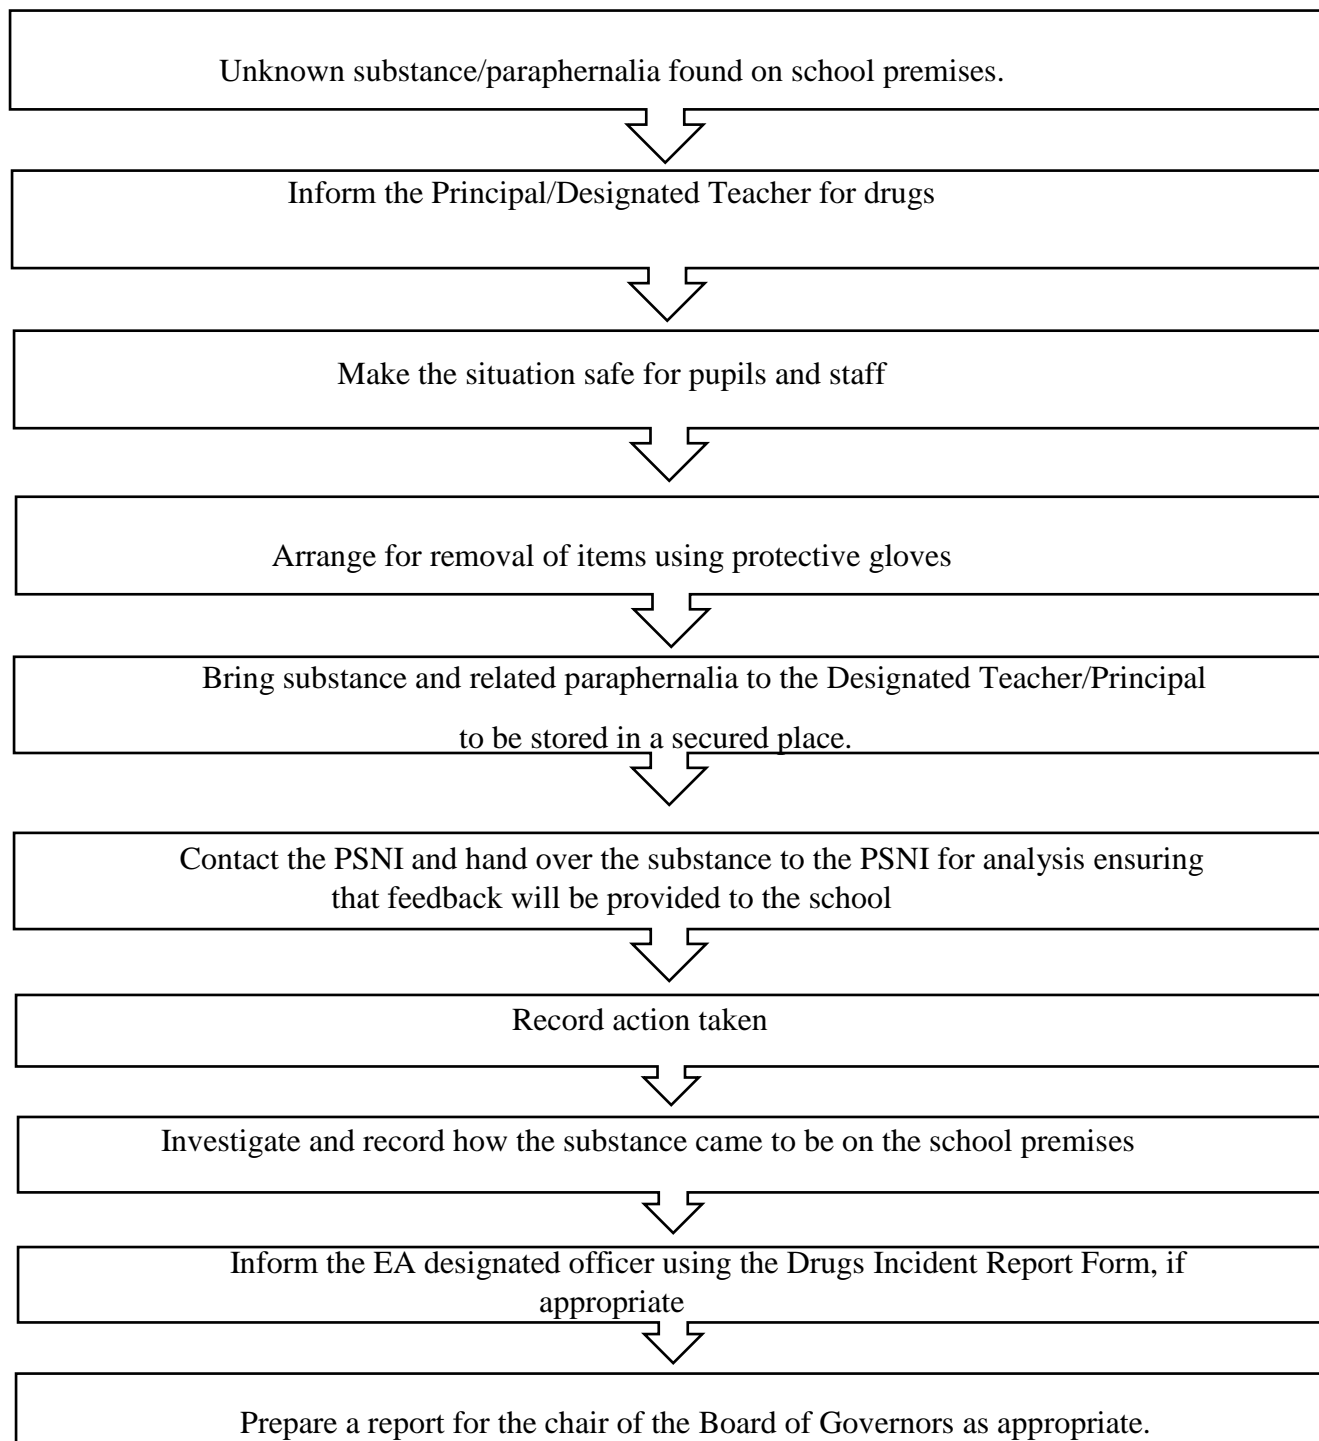 Unknown substance/paraphernalia found on school premises.
Inform the Principal/Designated Teacher for drugs
Make the situation safe for pupils and staff
Arrange for removal of items using protective gloves
Bring substance and related paraphernalia to the Designated Teacher/Principal
to be stored in a secured place.
Contact the PSNI and hand over the substance to the PSNI for analysis ensuring
that feedback will be provided to the school
Record action taken
Investigate and record how the substance came to be on the school premises
Inform the EA designated officer using the Drugs Incident Report Form, if
appropriate
Prepare a report for the chair of the Board of Governors as appropriate.